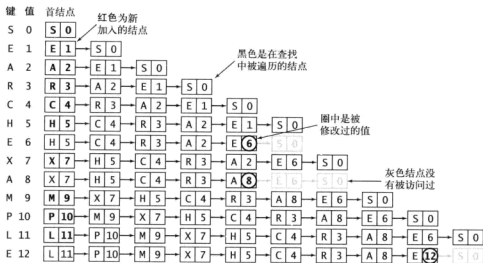 键 值 首结点 红色为新
加入的结点
S 0 S 0
E 1 E 1 S 0
A 2 A 2 E 1 S 0
黑色是在查找
中被遍历的结点
R 3 R 3 A 2 E 1 S 0
C 4 C 4 R 3 A 2 E 1 S 0
H 5 H 5 C 4 R 3 A 2 E 1 S 0
圈中是被
修改过的值
E 6 H 5 C 4 R 3 A 2 E 6 S 0
X 7 X 7 H 5 C 4 R 3 A 2 E 6 S 0
A 8 X 7 H 5 C 4 R 3 A 8 E 6 S 0
灰色结点没
有被访问过
M 9 M 9 X 7 H 5 C 4 R 3 A 8 E 6 S 0
P 10 P 10 M 9 X 7 H 5 C 4 R 3 A 8 E 6 S 0
L 11 L 11 P 10 M 9 X 7 H 5 C 4 R 3 A 8 E 6 S 0
E 12 L 11 P 10 M 9 X 7 H 5 C 4 R 3 A 8 E 12 S 0